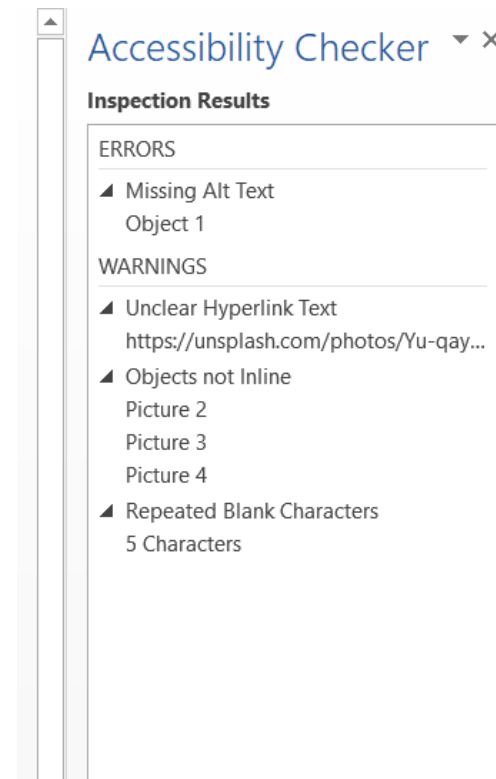 Accessibility Checker
Inspection Results
ERRORS
Missing Alt Text
Object 1
WARNINGS
Unclear Hyperlink Text
https://unsplash.com/photos/Yu-qay...
Objects not Inline
Picture 2
Picture 3
Picture 4
Repeated Blank Characters
5 Characters